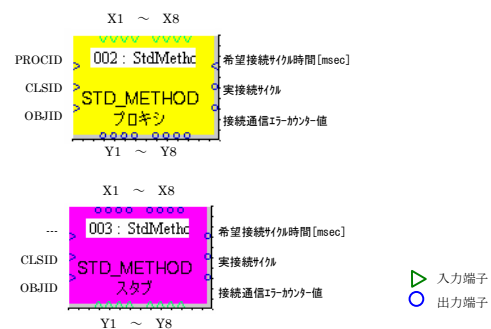 X1 ～ X8
002 : StdMethc
PROCID
希望接続ｻｲｸﾙ時間[msec]
CLSID
STD_METHOD
実接続ｻｲｸﾙ
OBJID
プロキシ
接続通信ｴﾗｰｶｳﾝﾀｰ値
Y1 ～ Y8
X1 ～ X8
003 : StdMethc
---
希望接続ｻｲｸﾙ時間[msec]
CLSID
STD_METHOD
実接続ｻｲｸﾙ
OBJID
スタブ
接続通信ｴﾗｰｶｳﾝﾀｰ値
Y1 ～ Y8
入力端子
出力端子